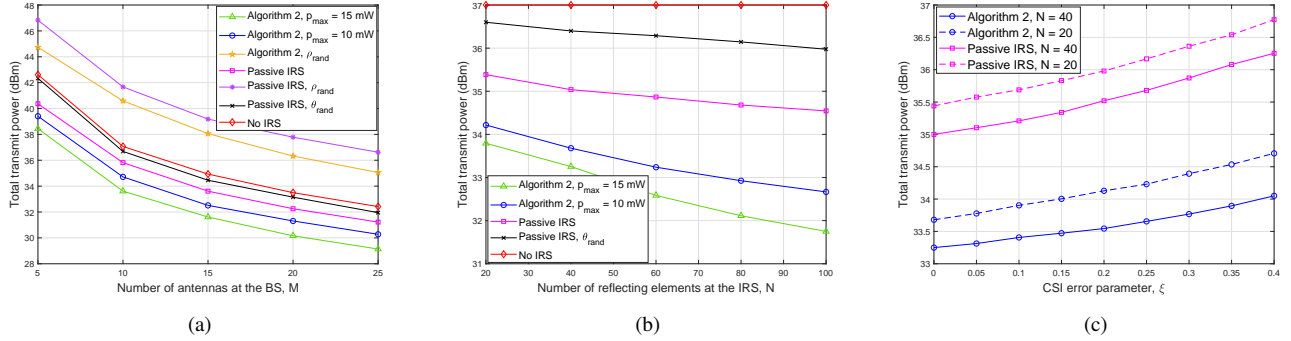 48
46
44
42
40
38
36
34
32
30
28
Total transmit power (dBm)
Algorithm 2, p_max = 15 mW
Algorithm 2, p_max = 10 mW
Algorithm 2, ρ_rand
Passive IRS
Passive IRS, ρ_rand
Passive IRS, θ_rand
No IRS
5 10 15 20 25
Number of antennas at the BS, M
(a)
37
36
35
34
33
32
31
Total transmit power (dBm)
Algorithm 2, p_max = 15 mW
Algorithm 2, p_max = 10 mW
Passive IRS
Passive IRS, θ_rand
No IRS
20 30 40 50 60 70 80 90 100
Number of reflecting elements at the IRS, N
(b)
37
36.5
36
35.5
35
34.5
34
33.5
33
Total transmit power (dBm)
Algorithm 2, N = 40
Algorithm 2, N = 20
Passive IRS, N = 40
Passive IRS, N = 20
0 0.05 0.1 0.15 0.2 0.25 0.3 0.35 0.4
CSI error parameter, ξ
(c)